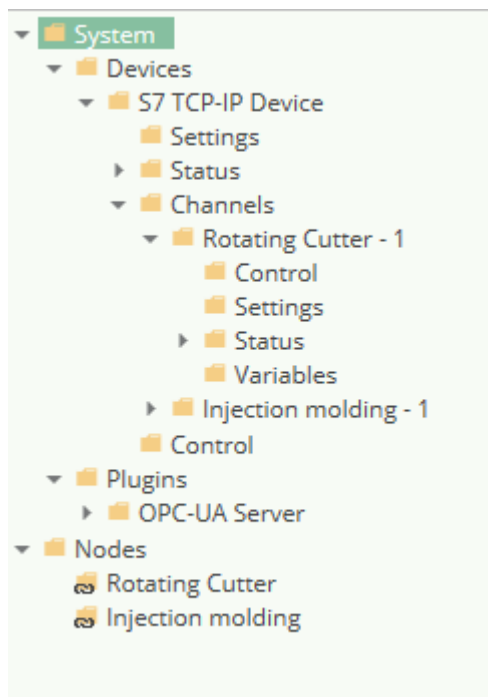 System
Devices
S7 TCP-IP Device
Settings
Status
Channels
Rotating Cutter - 1
Control
Settings
Status
Variables
Injection molding - 1
Control
Plugins
OPC-UA Server
Nodes
Rotating Cutter
Injection molding